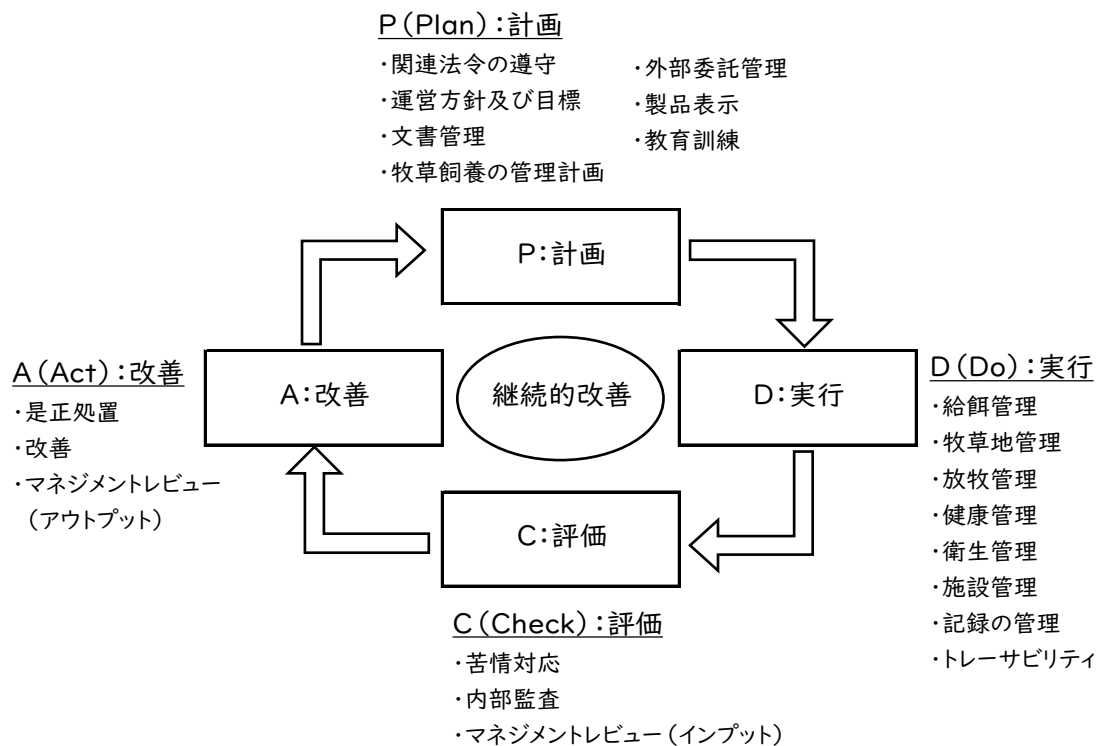 P（Plan）：計画
・関連法令の遵守
・運営方針及び目標
・文書管理
・牧草飼養の管理計画
・外部委託管理
・製品表示
・教育訓練
P：計画
A（Act）：改善
・是正処置
・改善
・マネジメントレビュー
（アウトプット）
A：改善
継続的改善
D：実行
D（Do）：実行
・給餌管理
・牧草地管理
・放牧管理
・健康管理
・衛生管理
・施設管理
・記録の管理
・トレーサビリティ
C：評価
C（Check）：評価
・苦情対応
・内部監査
・マネジメントレビュー（インプット）